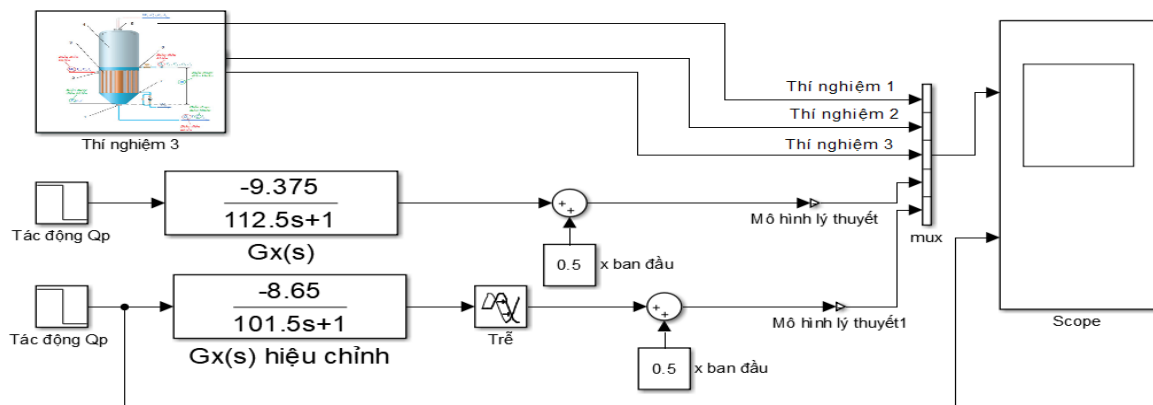 Thí nghiệm 3
Thí nghiệm 1
Thí nghiệm 2
Thí nghiệm 3
Tác động Qp
-9.375
112.5s+1
Gx(s)
+
+
0.5
x ban đầu
Mô hình lý thuyết
mux
Tác động Qp
-8.65
101.5s+1
Gx(s) hiệu chỉnh
Trễ
+
+
0.5
x ban đầu
Mô hình lý thuyết1
Scope